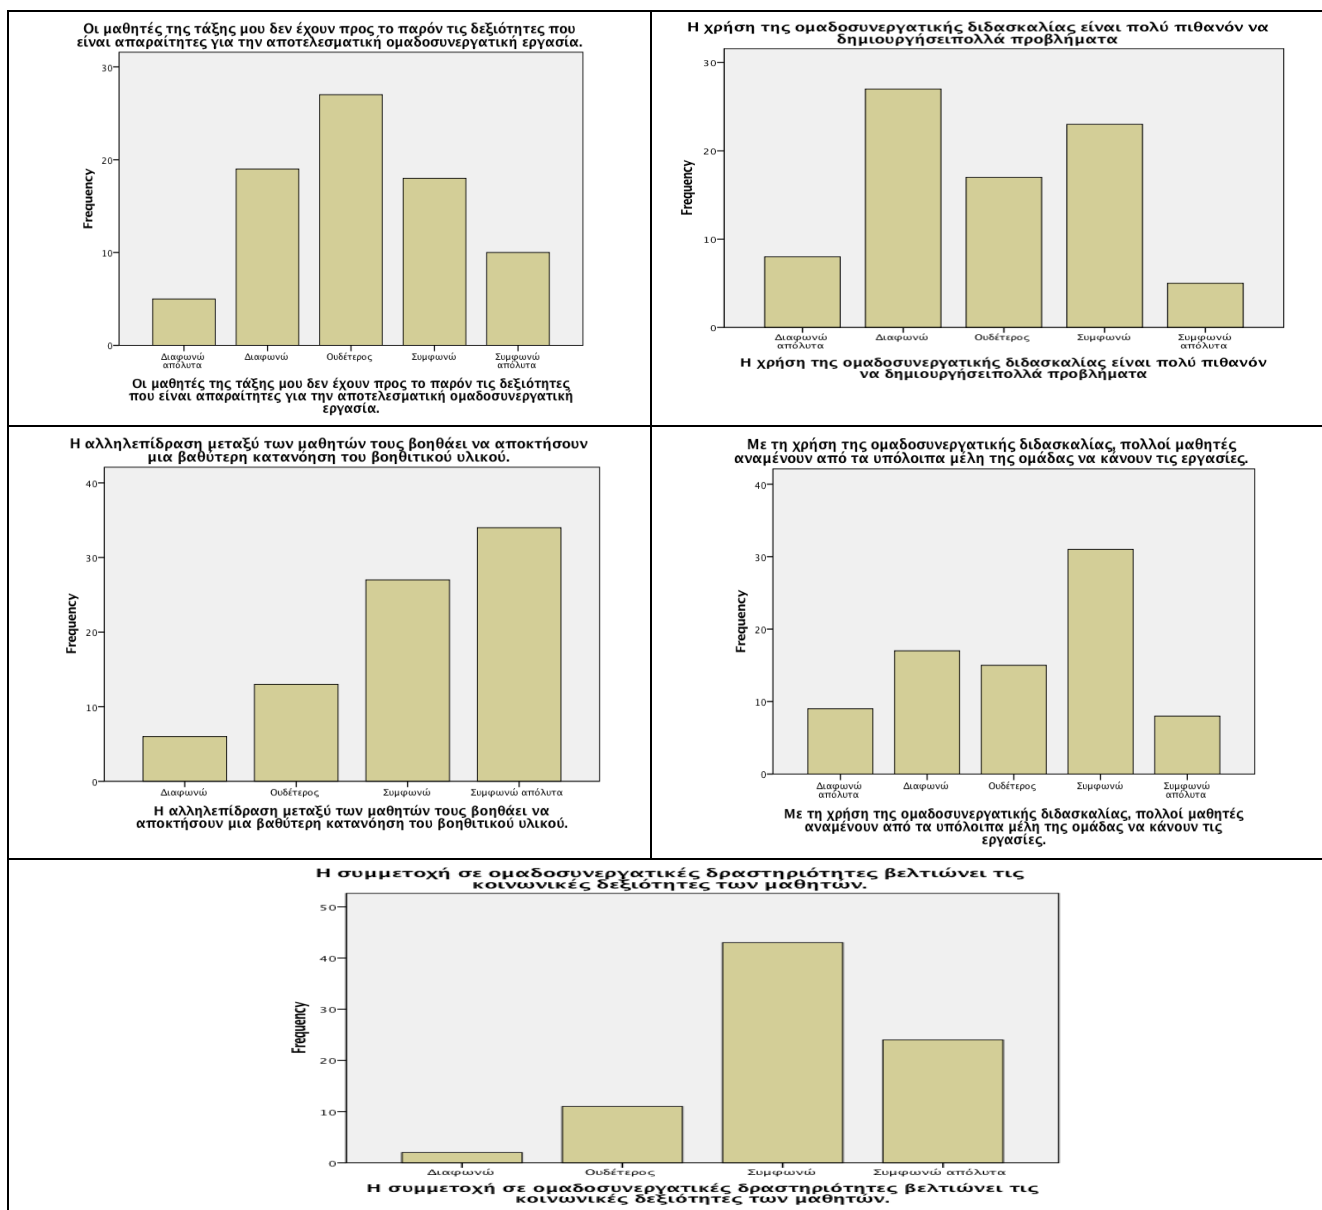 Οι μαθητές της τάξης μου δεν έχουν προς το παρόν τις δεξιότητες που
είναι απαραίτητες για την αποτελεσματική ομαδοσυνεργατική εργασία.
30
20
10
0
Frequency
Διαφωνώ απόλυτα
Διαφωνώ
Ουδέτερος
Συμφωνώ
Συμφωνώ απόλυτα
Οι μαθητές της τάξης μου δεν έχουν προς το παρόν τις δεξιότητες
που είναι απαραίτητες για την αποτελεσματική ομαδοσυνεργατική
εργασία.
Η χρήση της ομαδοσυνεργατικής διδασκαλίας είναι πολύ πιθανόν να
δημιουργήσειπολλά προβλήματα
30
20
10
0
Frequency
Διαφωνώ απόλυτα
Διαφωνώ
Ουδέτερος
Συμφωνώ
Συμφωνώ απόλυτα
Η χρήση της ομαδοσυνεργατικής διδασκαλίας είναι πολύ πιθανόν
να δημιουργήσειπολλά προβλήματα
Η αλληλεπίδραση μεταξύ των μαθητών τους βοηθάει να αποκτήσουν
μια βαθύτερη κατανόηση του βοηθιτικού υλικού.
40
30
20
10
0
Frequency
Διαφωνώ
Ουδέτερος
Συμφωνώ
Συμφωνώ απόλυτα
Η αλληλεπίδραση μεταξύ των μαθητών τους βοηθάει να
αποκτήσουν μια βαθύτερη κατανόηση του βοηθιτικού υλικού.
Με τη χρήση της ομαδοσυνεργατικής διδασκαλίας, πολλοί μαθητές
αναμένουν από τα υπόλοιπα μέλη της ομάδας να κάνουν τις εργασίες.
40
30
20
10
0
Frequency
Διαφωνώ απόλυτα
Διαφωνώ
Ουδέτερος
Συμφωνώ
Συμφωνώ απόλυτα
Με τη χρήση της ομαδοσυνεργατικής διδασκαλίας, πολλοί μαθητές
αναμένουν από τα υπόλοιπα μέλη της ομάδας να κάνουν τις
εργασίες.
Η συμμετοχή σε ομαδοσυνεργατικές δραστηριότητες βελτιώνει τις
κοινωνικές δεξιότητες των μαθητών.
50
40
30
20
10
0
Frequency
Διαφωνώ
Ουδέτερος
Συμφωνώ
Συμφωνώ απόλυτα
Η συμμετοχή σε ομαδοσυνεργατικές δραστηριότητες βελτιώνει τις
κοινωνικές δεξιότητες των μαθητών.